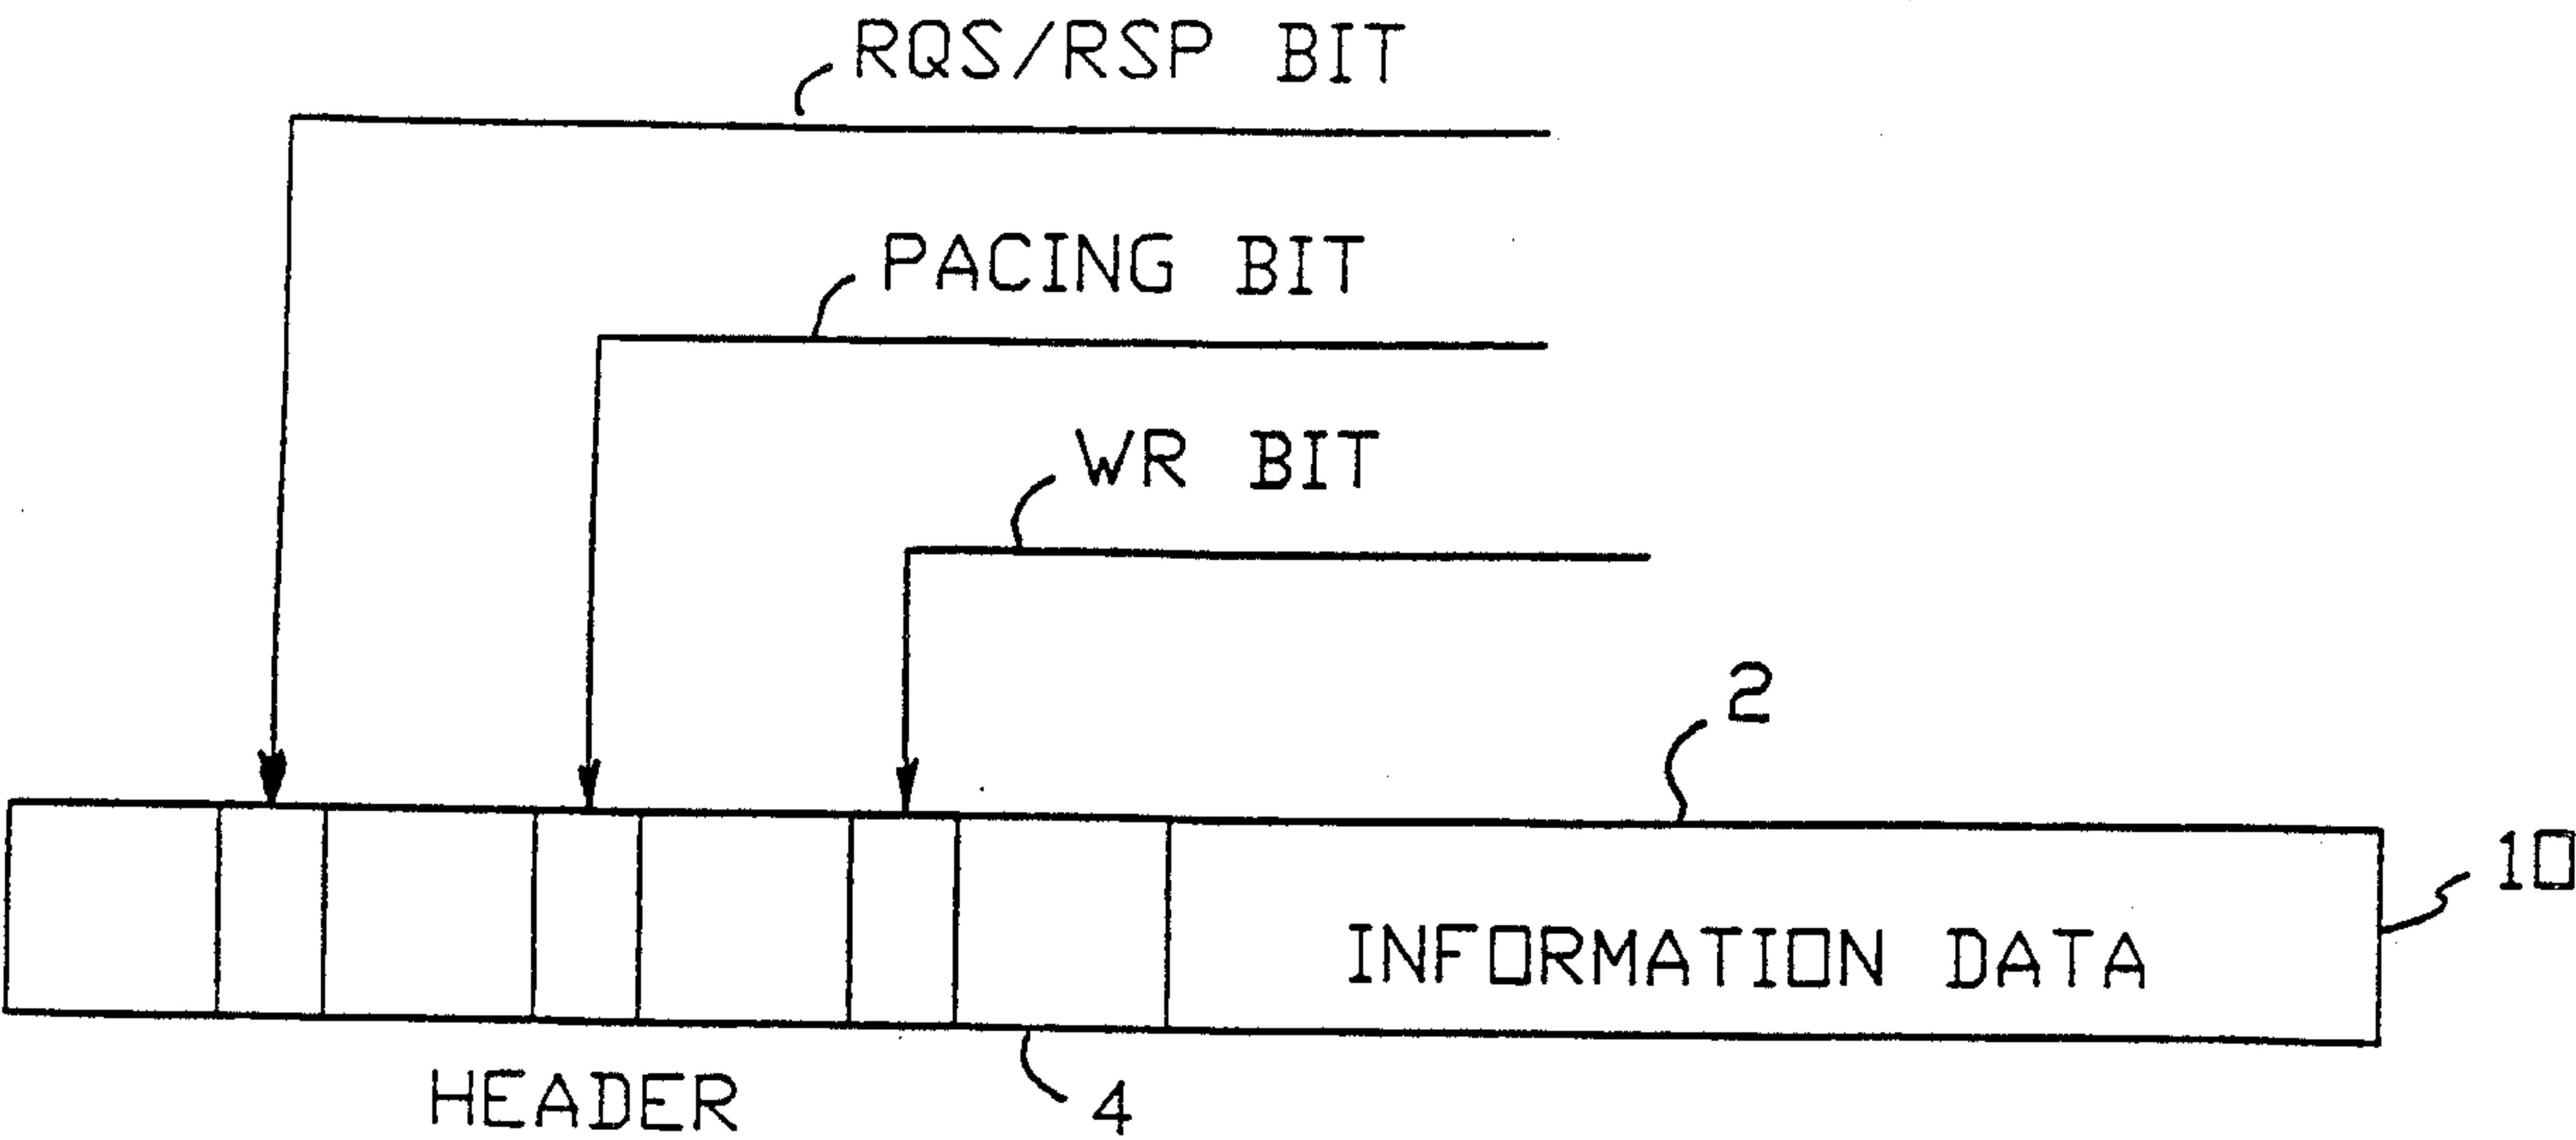 RQS/RSP BIT
PACING BIT
WR BIT
2
10
INFORMATION DATA
HEADER
4